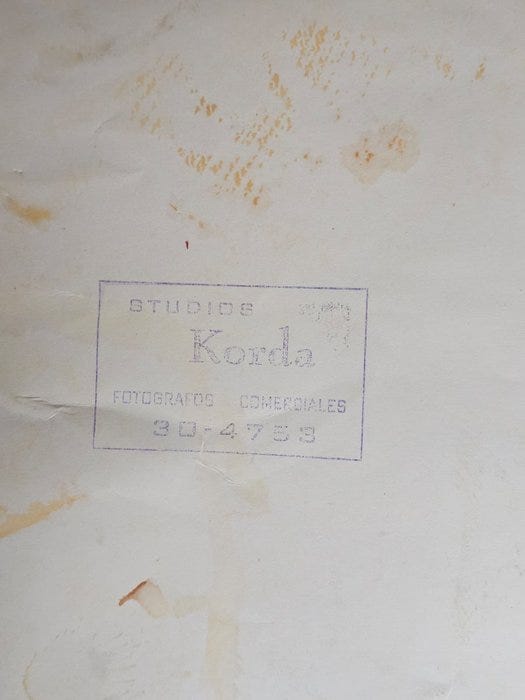 STUDIOS
Korda
FOTOGRAFOS COMERCIALES
30-4753